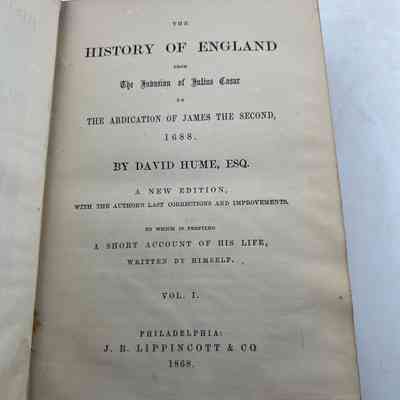 THE
HISTORY OF ENGLAND
FROM
The Invasion of Julius Cæsar
TO
THE ABDICATION OF JAMES THE SECOND,
1688.
BY DAVID HUME, ESQ.
A NEW EDITION,
WITH THE AUTHOR'S LAST CORRECTIONS AND IMPROVEMENTS.
TO WHICH IS PREFIXED
A SHORT ACCOUNT OF HIS LIFE,
WRITTEN BY HIMSELF.
VOL. I.
PHILADELPHIA:
J. B. LIPPINCOTT & CO.
1868.